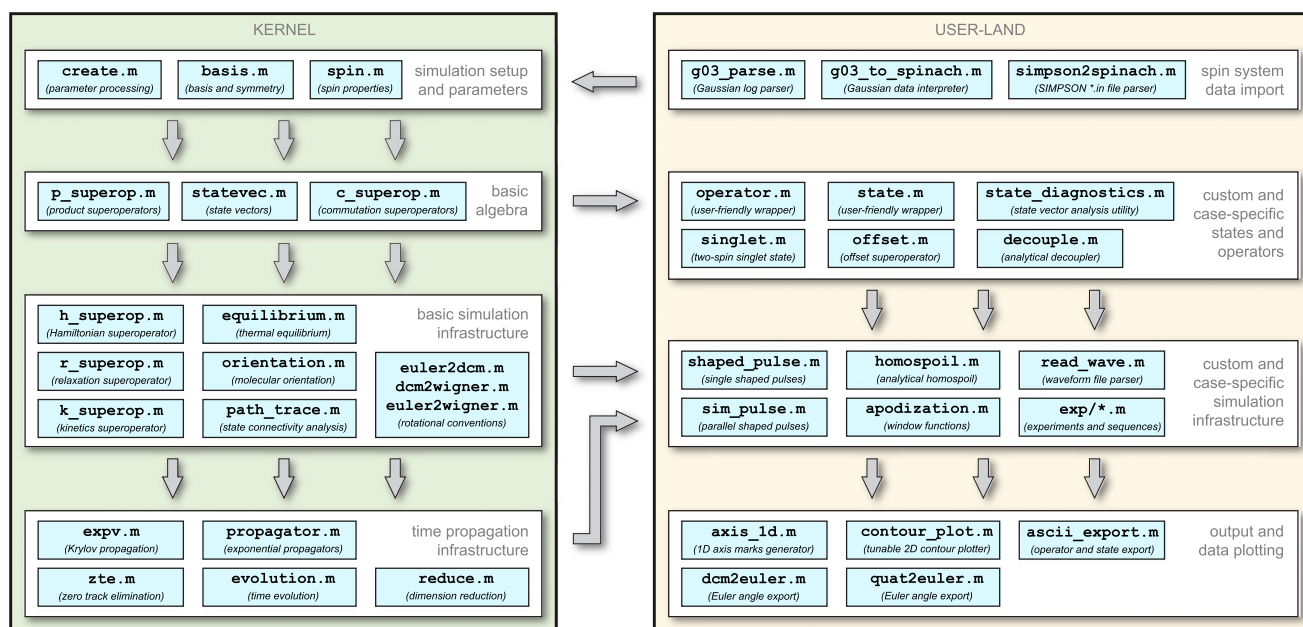 KERNEL
create.m
(parameter processing)
basis.m
(basis and symmetry)
spin.m
(spin properties)
simulation setup
and parameters
p_superop.m
(product superoperators)
statevec.m
(state vectors)
c_superop.m
(commutation superoperators)
basic
algebra
h_superop.m
(Hamiltonian superoperator)
equilibrium.m
(thermal equilibrium)
basic simulation
infrastructure
r_superop.m
(relaxation superoperator)
orientation.m
(molecular orientation)
euler2dcm.m
dcm2wigner.m
euler2wigner.m
(rotational conventions)
k_superop.m
(kinetics superoperator)
path_trace.m
(state connectivity analysis)
expv.m
(Krylov propagation)
propagator.m
(exponential propagators)
time propagation
infrastructure
zte.m
(zero track elimination)
evolution.m
(time evolution)
reduce.m
(dimension reduction)
USER-LAND
g03_parse.m
(Gaussian log parser)
g03_to_spinach.m
(Gaussian data interpreter)
simpson2spinach.m
(SIMPSON *.in file parser)
spin system
data import
operator.m
(user-friendly wrapper)
state.m
(user-friendly wrapper)
state_diagnostics.m
(state vector analysis utility)
custom and
case-specific
states and
operators
singlet.m
(two-spin singlet state)
offset.m
(offset superoperator)
decouple.m
(analytical decoupler)
shaped_pulse.m
(single shaped pulses)
homospoil.m
(analytical homospoil)
read_wave.m
(waveform file parser)
custom and
case-specific
simulation
infrastructure
sim_pulse.m
(parallel shaped pulses)
apodization.m
(window functions)
exp/*.m
(experiments and sequences)
axis_1d.m
(1D axis marks generator)
contour_plot.m
(tunable 2D contour plotter)
ascii_export.m
(operator and state export)
output and
data plotting
dcm2euler.m
(Euler angle export)
quat2euler.m
(Euler angle export)